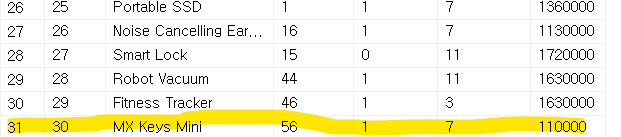 26 25 Portable SSD 1 1 7 1360000
27 26 Noise Cancelling Ear... 16 1 7 1130000
28 27 Smart Lock 15 0 11 1720000
29 28 Robot Vacuum 44 1 11 1630000
30 29 Fitness Tracker 46 1 3 1630000
31 30 MX Keys Mini 56 1 7 110000